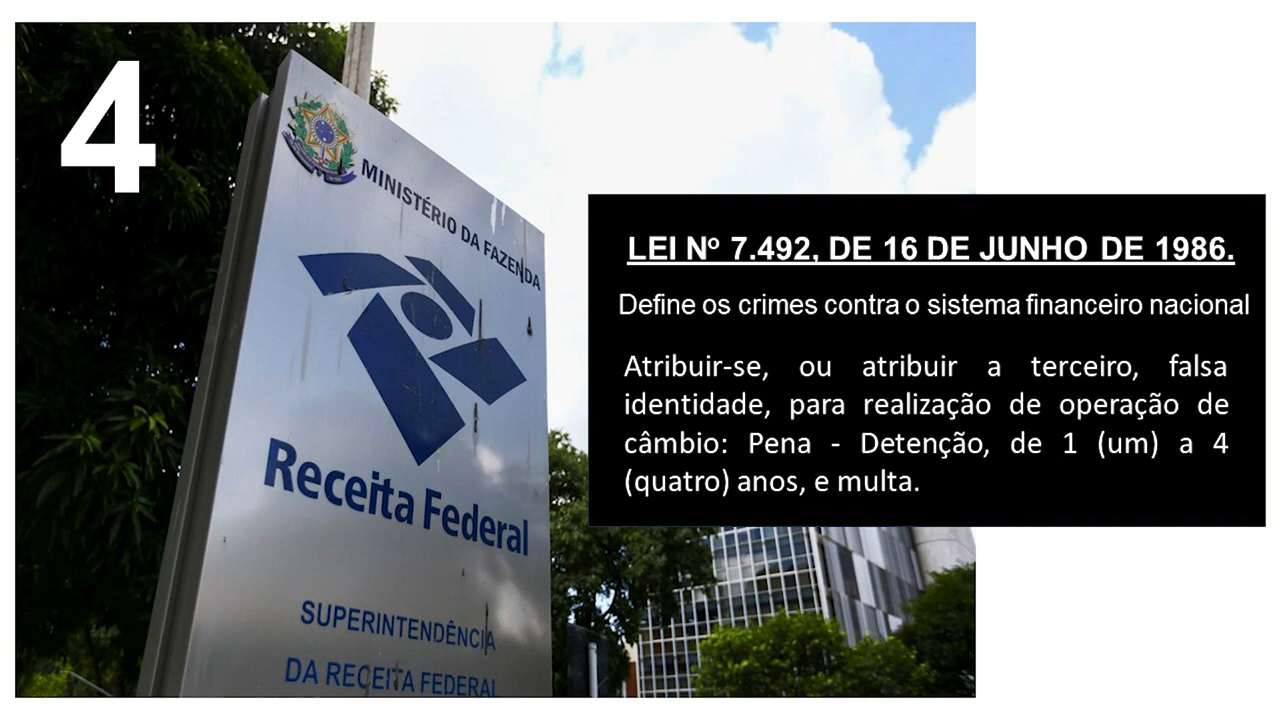 4
MINISTÉRIO DA FAZENDA
Receita Federal
SUPERINTENDÊNCIA
DA RECEITA FEDERAL
LEI Nº 7.492, DE 16 DE JUNHO DE 1986.
Define os crimes contra o sistema financeiro nacional
Atribuir-se, ou atribuir a terceiro, falsa
identidade, para realização de operação de
câmbio: Pena - Detenção, de 1 (um) a 4
(quatro) anos, e multa.